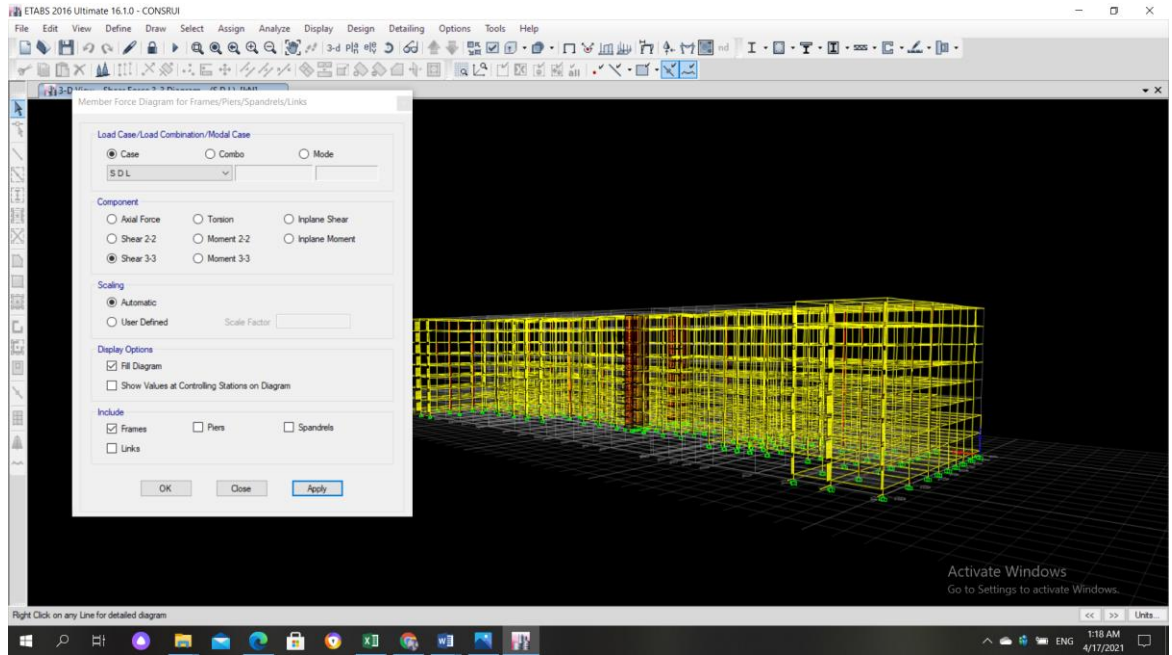 ETABS 2016 Ultimate 16.1.0 - CONSRUI
File Edit View Define Draw Select Assign Analyze Display Design Detailing Options Tools Help
3-d
nd
Member Force Diagram for Frames/Piers/Spandrels/Links
Load Case/Load Combination/Modal Case
Case Combo Mode
S D L
Component
Axial Force Torsion Inplane Shear
Shear 2-2 Moment 2-2 Inplane Moment
Shear 3-3 Moment 3-3
Scaling
Automatic
User Defined Scale Factor
Display Options
Fill Diagram
Show Values at Controlling Stations on Diagram
Include
Frames Piers Spandrels
Links
OK Close Apply
Activate Windows
Go to Settings to activate Windows.
Right Click on any Line for detailed diagram << >> Units...
ENG 1:18 AM
4/17/2021